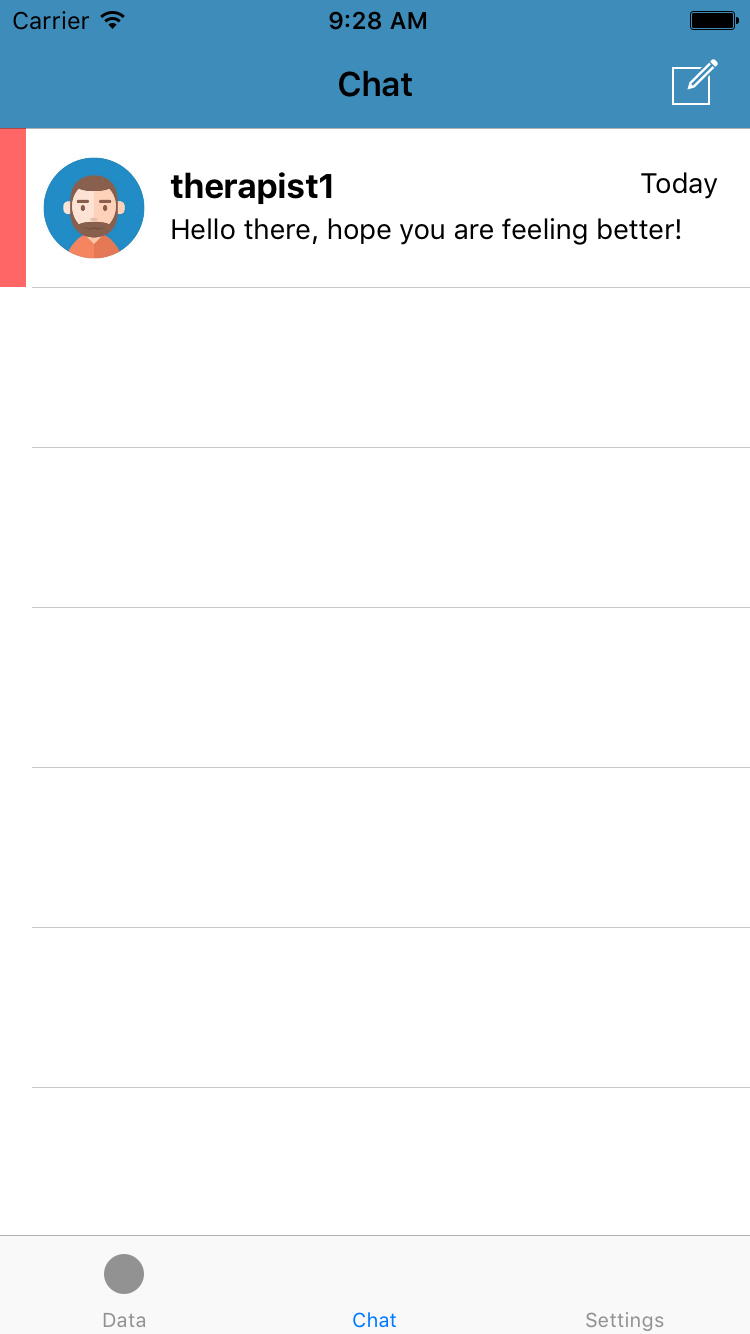 Carrier 9:28 AM
Chat
therapist1 Today
Hello there, hope you are feeling better!
Data Chat Settings